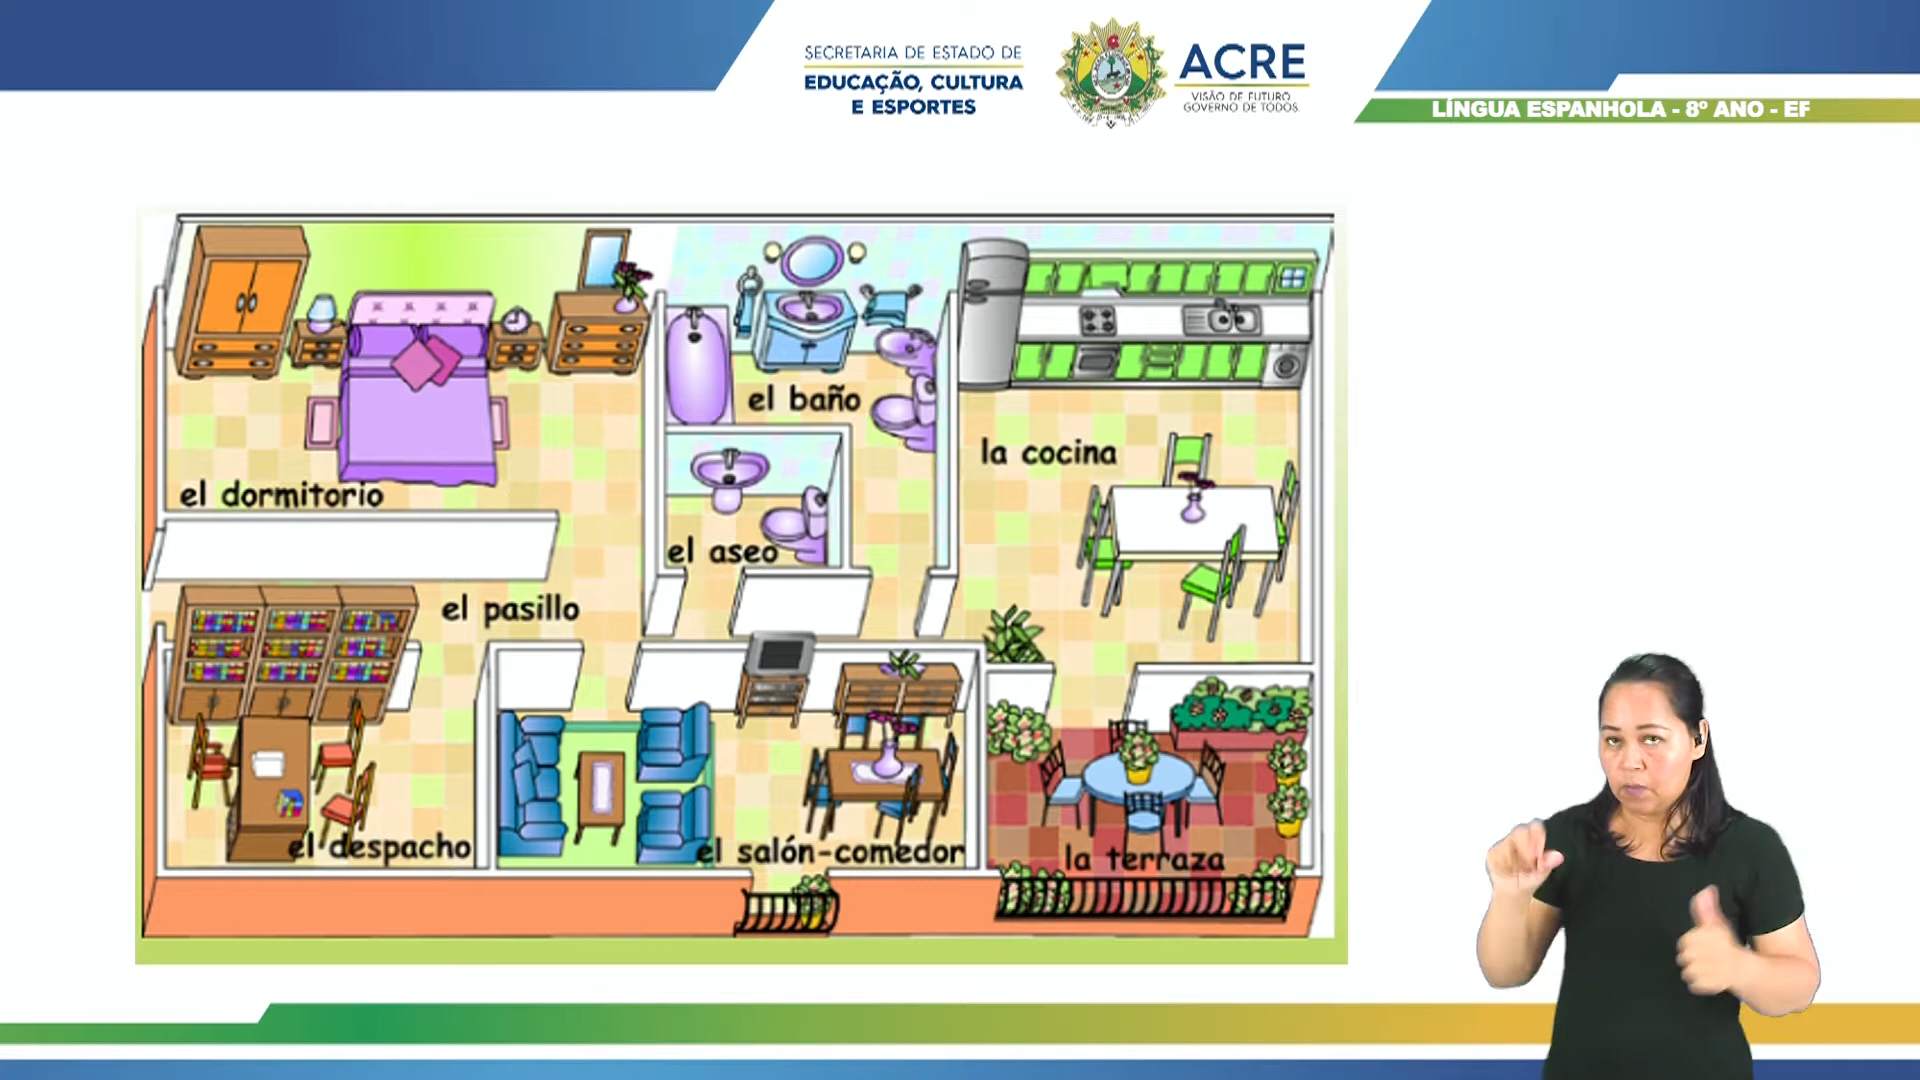 SECRETARIA DE ESTADO DE
EDUCAÇÃO, CULTURA
E ESPORTES
ACRE
VISÃO DE FUTURO
GOVERNO DE TODOS
LÍNGUA ESPANHOLA - 8º ANO - EF
el baño
la cocina
el dormitorio
el aseo
el pasillo
el despacho
el salón-comedor
la terraza